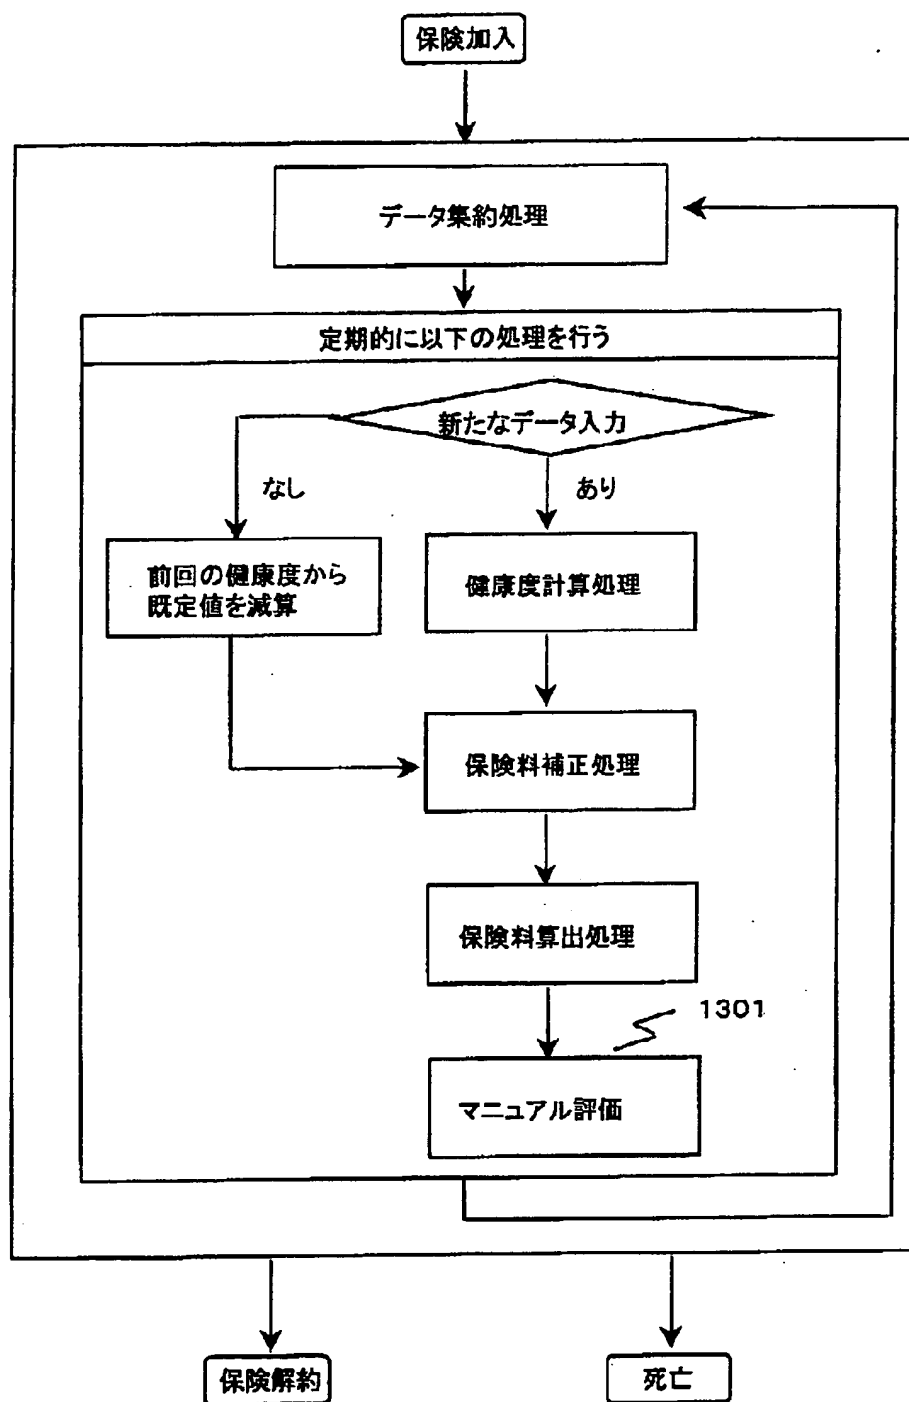 保険加入
データ集約処理
定期的に以下の処理を行う
新たなデータ入力
なし
あり
前回の健康度から
既定値を減算
健康度計算処理
保険料補正処理
保険料算出処理
1301
マニュアル評価
保険解約
死亡